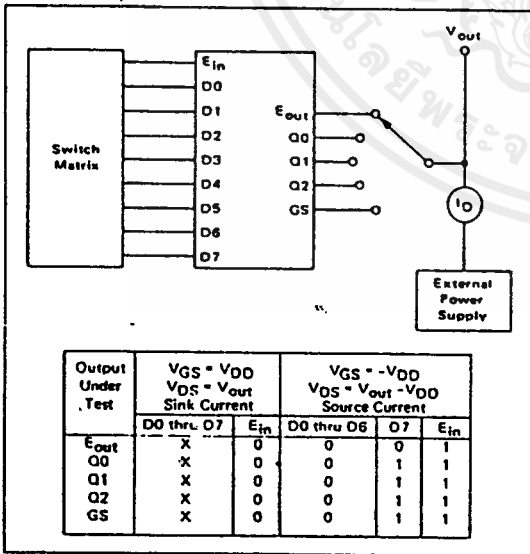 Vout
Switch
Matrix
Ein
D0
D1
D2
D3
D4
D5
D6
D7
Eout
Q0
Q1
Q2
GS
ID
External
Power
Supply
Output
Under
Test
VGS = VDD
VDS = Vout
Sink Current
VGS = -VDD
VDS = Vout -VDD
Source Current
D0 thru D7 Ein D0 thru D6 D7 Ein
Eout X 0 0 0 1
Q0 X 0 0 1 1
Q1 X 0 0 1 1
Q2 X 0 0 1 1
GS X 0 0 1 1